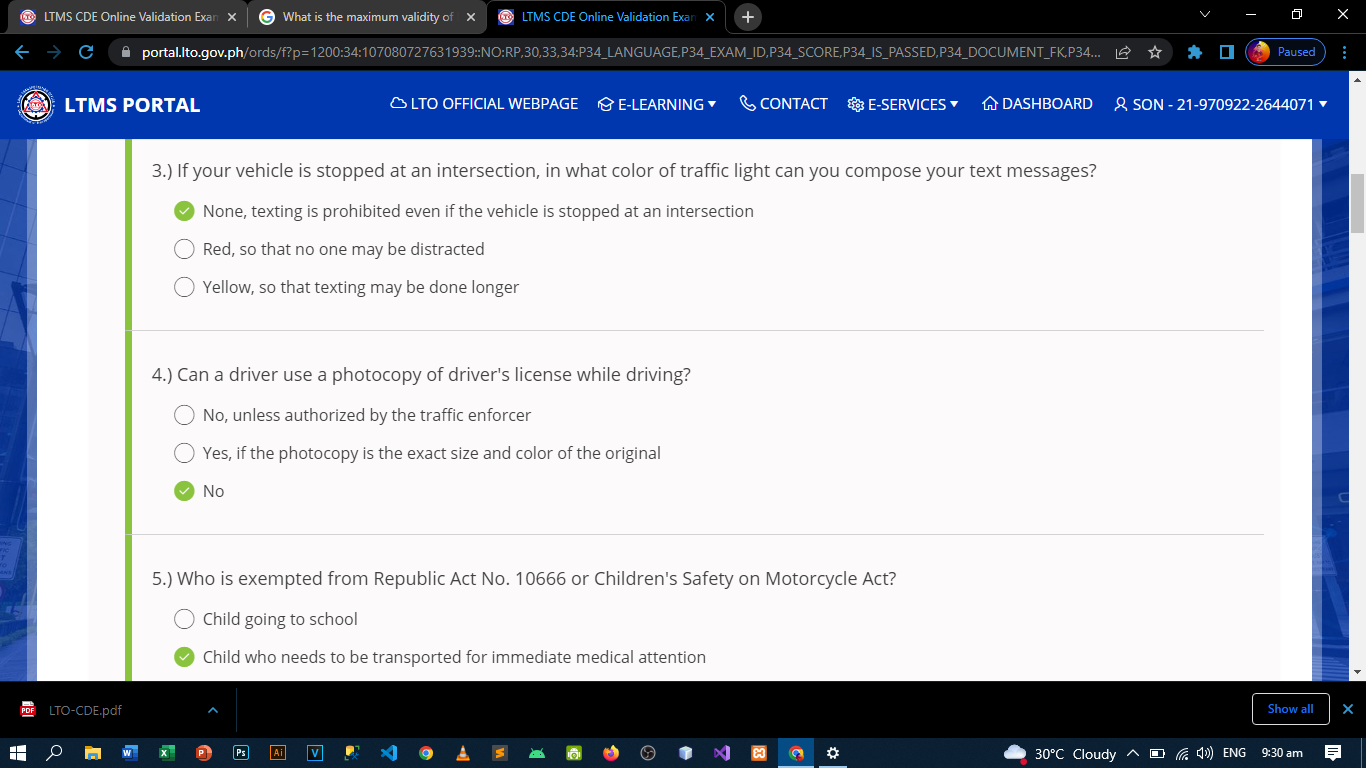 LTMS CDE Online Validation Exam
What is the maximum validity of
LTMS CDE Online Validation Exam
portal.lto.gov.ph/ords/f?p=1200:34:107080727631939::NO:RP,30,33,34:P34_LANGUAGE,P34_EXAM_ID,P34_SCORE,P34_IS_PASSED,P34_DOCUMENT_FK,P34...
Paused
LTMS PORTAL
LTO OFFICIAL WEBPAGE
E-LEARNING
CONTACT
E-SERVICES
DASHBOARD
SON - 21-970922-2644071
3.) If your vehicle is stopped at an intersection, in what color of traffic light can you compose your text messages?
None, texting is prohibited even if the vehicle is stopped at an intersection
Red, so that no one may be distracted
Yellow, so that texting may be done longer
4.) Can a driver use a photocopy of driver's license while driving?
No, unless authorized by the traffic enforcer
Yes, if the photocopy is the exact size and color of the original
No
5.) Who is exempted from Republic Act No. 10666 or Children's Safety on Motorcycle Act?
Child going to school
Child who needs to be transported for immediate medical attention
PDF
LTO-CDE.pdf
Show all
30°C Cloudy
ENG
9:30 am